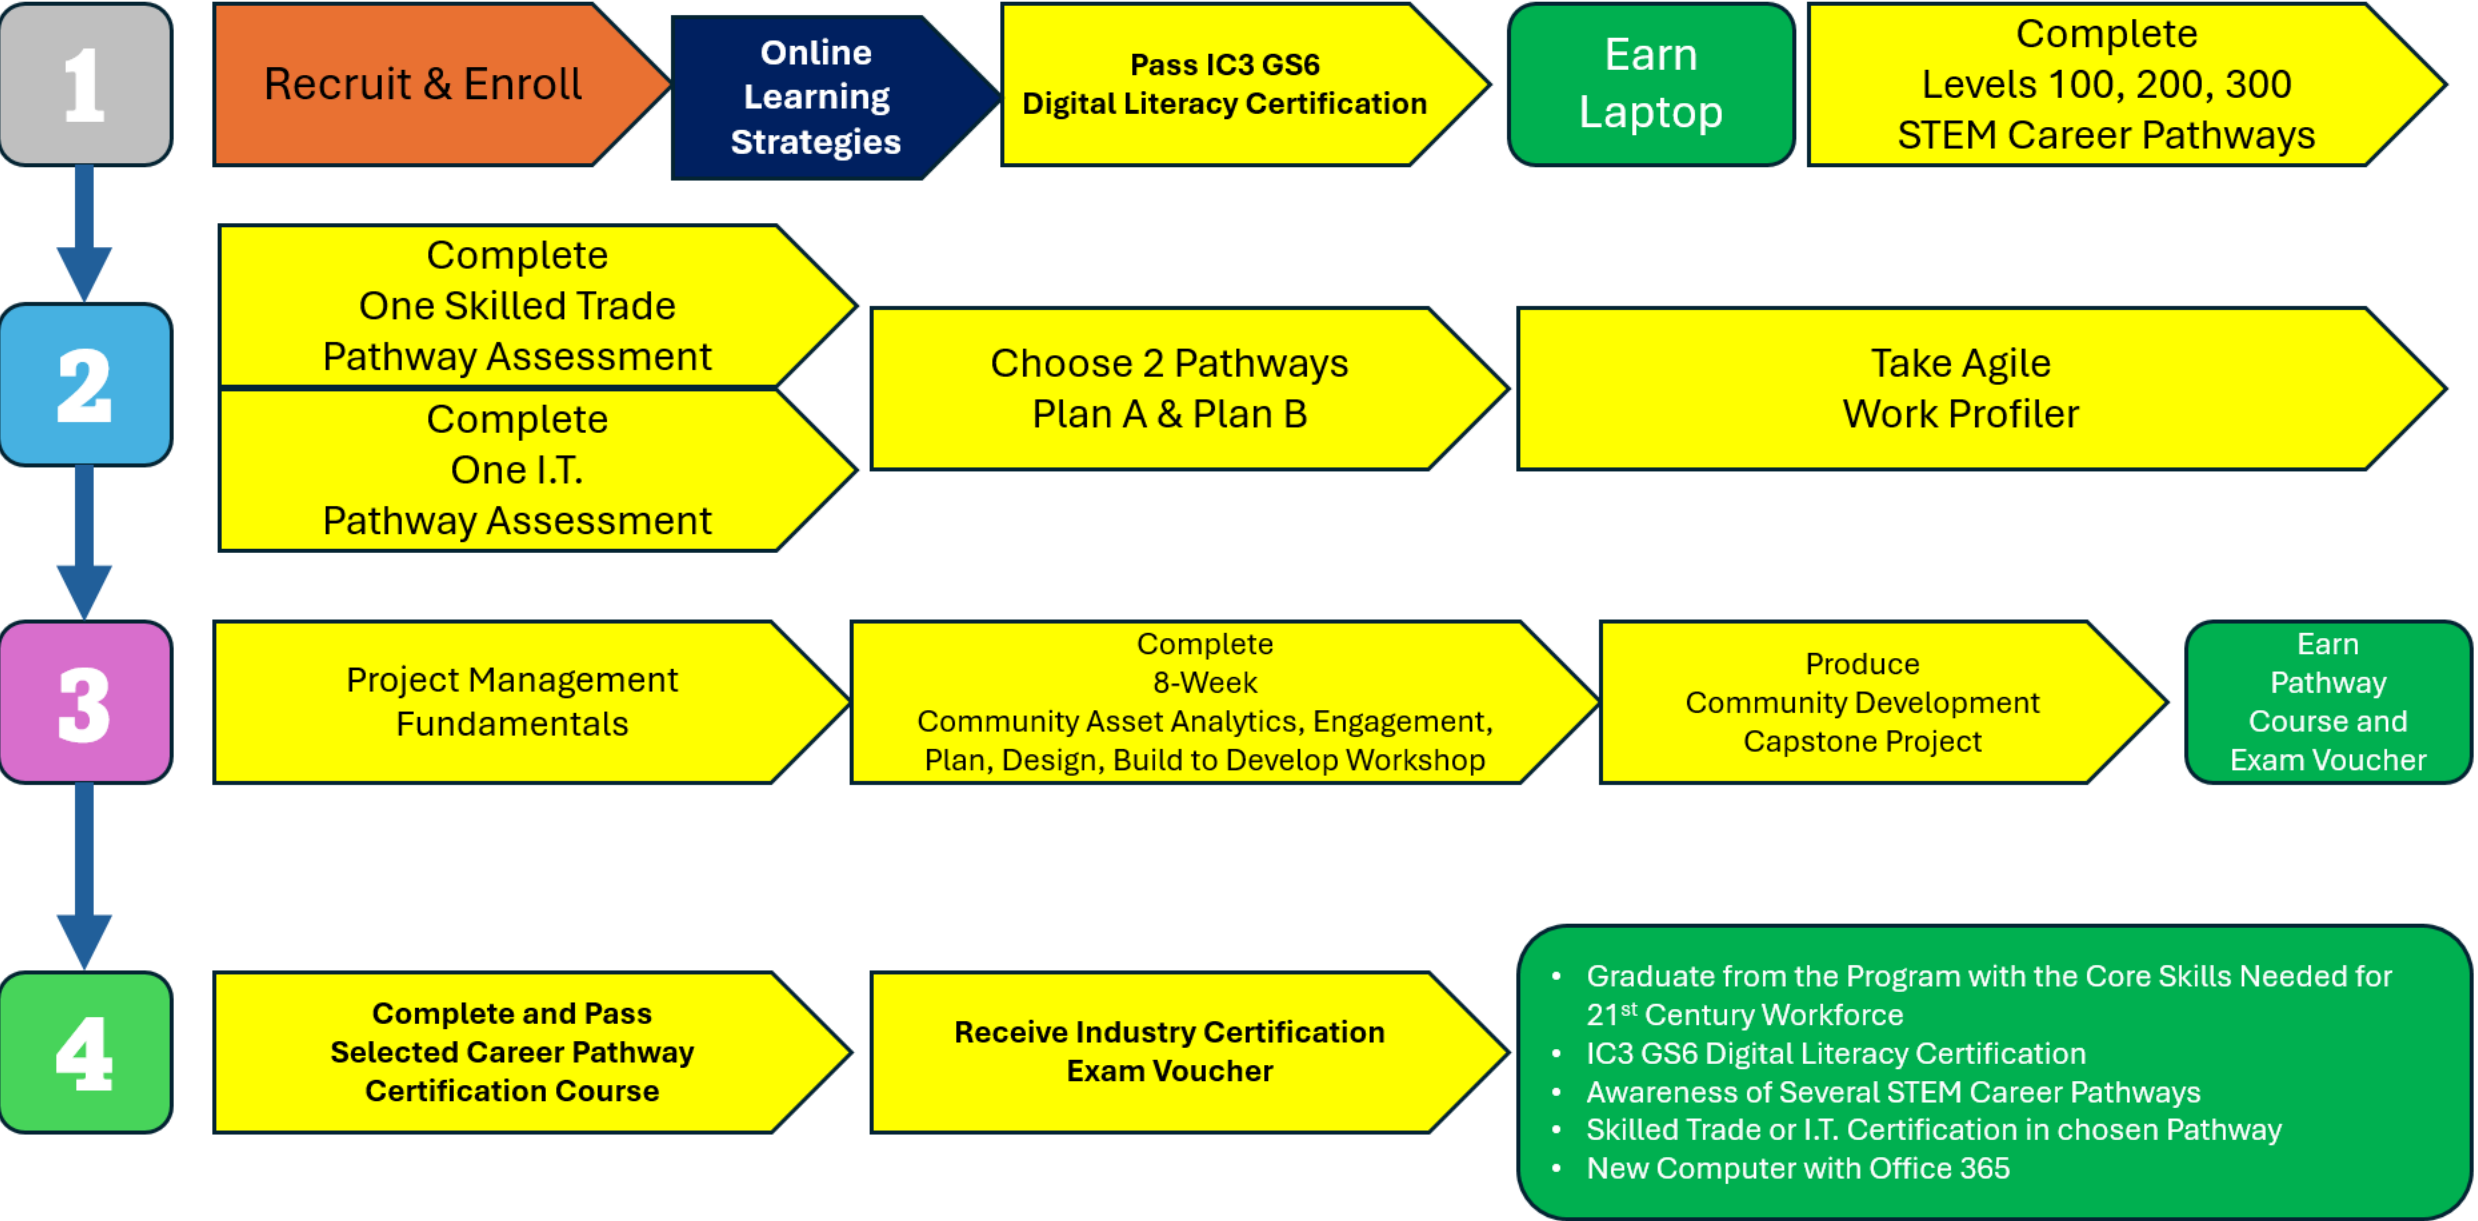 1
Recruit & Enroll
Online
Learning
Strategies
Pass IC3 GS6
Digital Literacy Certification
Earn
Laptop
Complete
Levels 100, 200, 300
STEM Career Pathways
2
Complete
One Skilled Trade
Pathway Assessment
Complete
One I.T.
Pathway Assessment
Choose 2 Pathways
Plan A & Plan B
Take Agile
Work Profiler
3
Project Management
Fundamentals
Complete
8-Week
Community Asset Analytics, Engagement,
Plan, Design, Build to Develop Workshop
Produce
Community Development
Capstone Project
Earn
Pathway
Course and
Exam Voucher
4
Complete and Pass
Selected Career Pathway
Certification Course
Receive Industry Certification
Exam Voucher
• Graduate from the Program with the Core Skills Needed for
21st Century Workforce
• IC3 GS6 Digital Literacy Certification
• Awareness of Several STEM Career Pathways
• Skilled Trade or I.T. Certification in chosen Pathway
• New Computer with Office 365